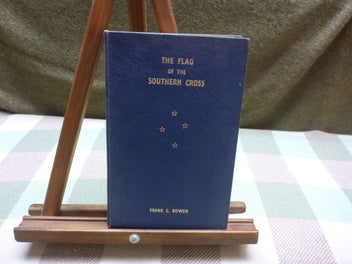 THE FLAG
OF THE
SOUTHERN CROSS
FRANK C. BOWEN